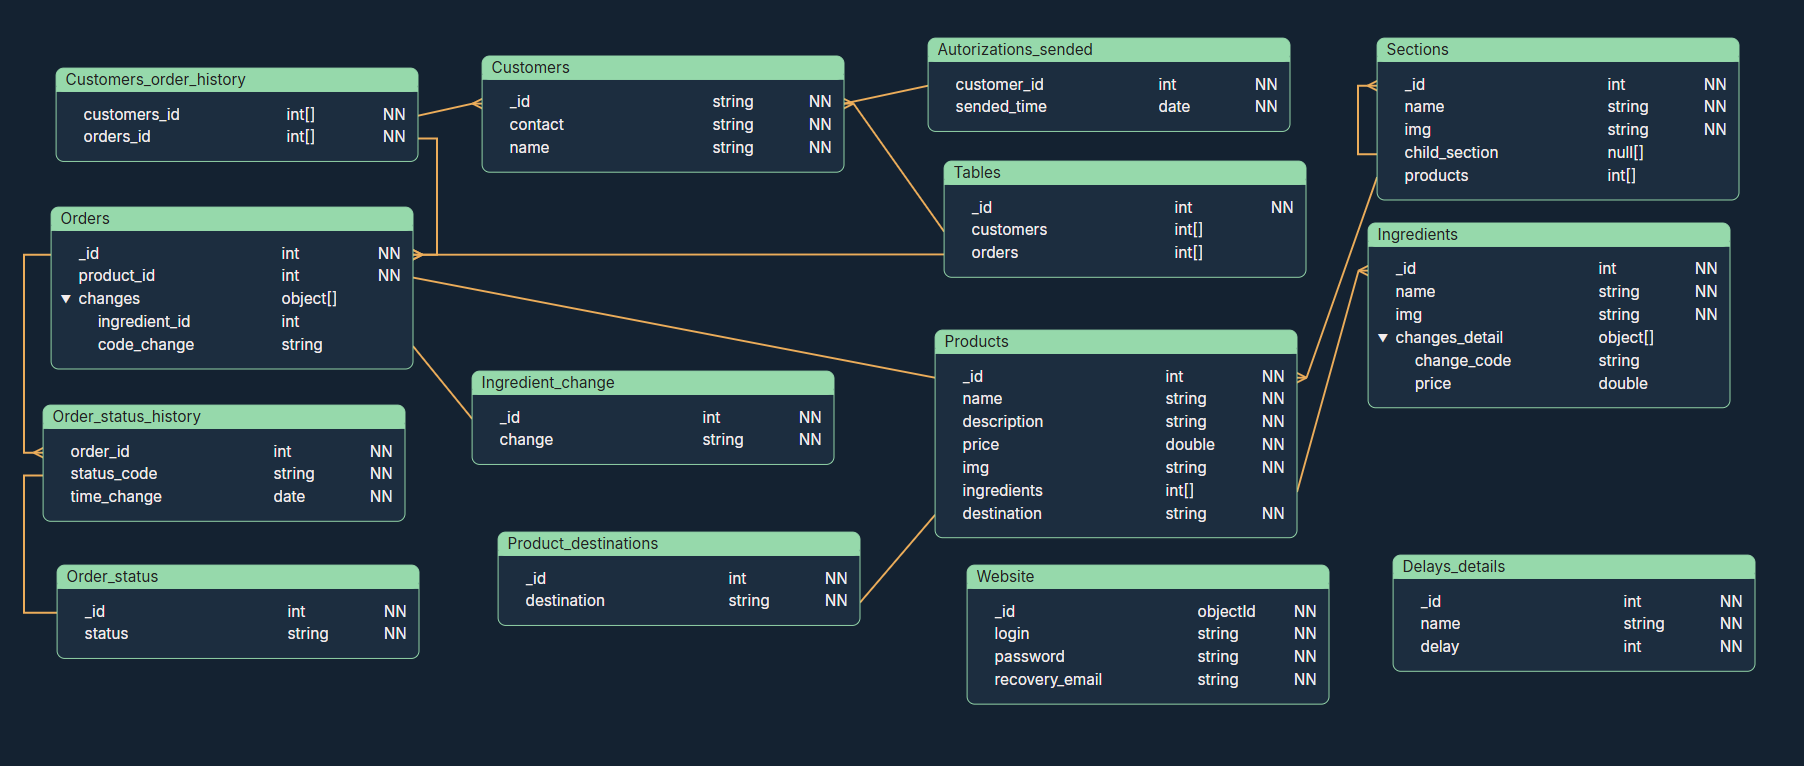 Customers_order_history
customers_id int[] NN
orders_id int[] NN
Customers
_id string NN
contact string NN
name string NN
Autorizations_sended
customer_id int NN
sended_time date NN
Sections
_id int NN
name string NN
img string NN
child_section null[]
products int[]
Orders
_id int NN
product_id int NN
▼ changes object[]
ingredient_id int
code_change string
Tables
_id int NN
customers int[]
orders int[]
Ingredients
_id int NN
name string NN
img string NN
▼ changes_detail object[]
change_code string
price double
Order_status_history
order_id int NN
status_code string NN
time_change date NN
Ingredient_change
_id int NN
change string NN
Products
_id int NN
name string NN
description string NN
price double NN
img string NN
ingredients int[]
destination string NN
Order_status
_id int NN
status string NN
Product_destinations
_id int NN
destination string NN
Website
_id objectId NN
login string NN
password string NN
recovery_email string NN
Delays_details
_id int NN
name string NN
delay int NN